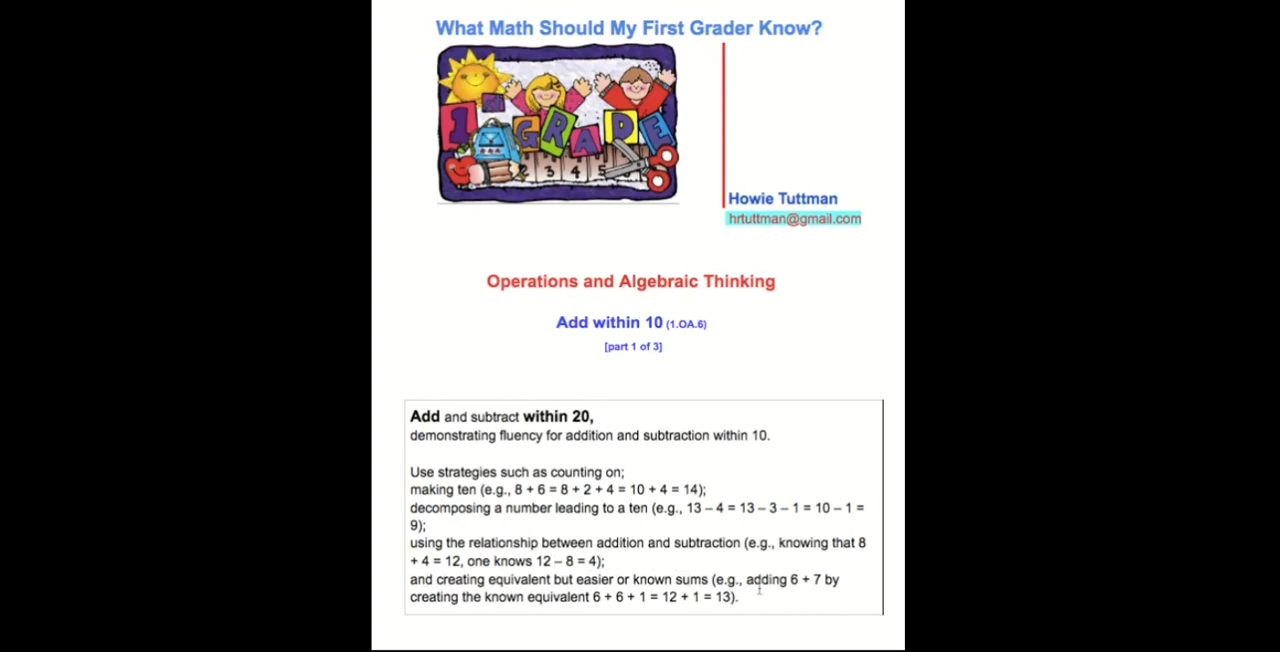 What Math Should My First Grader Know?
1st
GRADE
2 3 4 5
Howie Tuttman
hrtuttman@gmail.com
Operations and Algebraic Thinking
Add within 10 (1.OA.6)
[part 1 of 3]
Add and subtract within 20,
demonstrating fluency for addition and subtraction within 10.
Use strategies such as counting on;
making ten (e.g., 8 + 6 = 8 + 2 + 4 = 10 + 4 = 14);
decomposing a number leading to a ten (e.g., 13 – 4 = 13 – 3 – 1 = 10 – 1 =
9);
using the relationship between addition and subtraction (e.g., knowing that 8
+ 4 = 12, one knows 12 – 8 = 4);
and creating equivalent but easier or known sums (e.g., adding 6 + 7 by
creating the known equivalent 6 + 6 + 1 = 12 + 1 = 13).